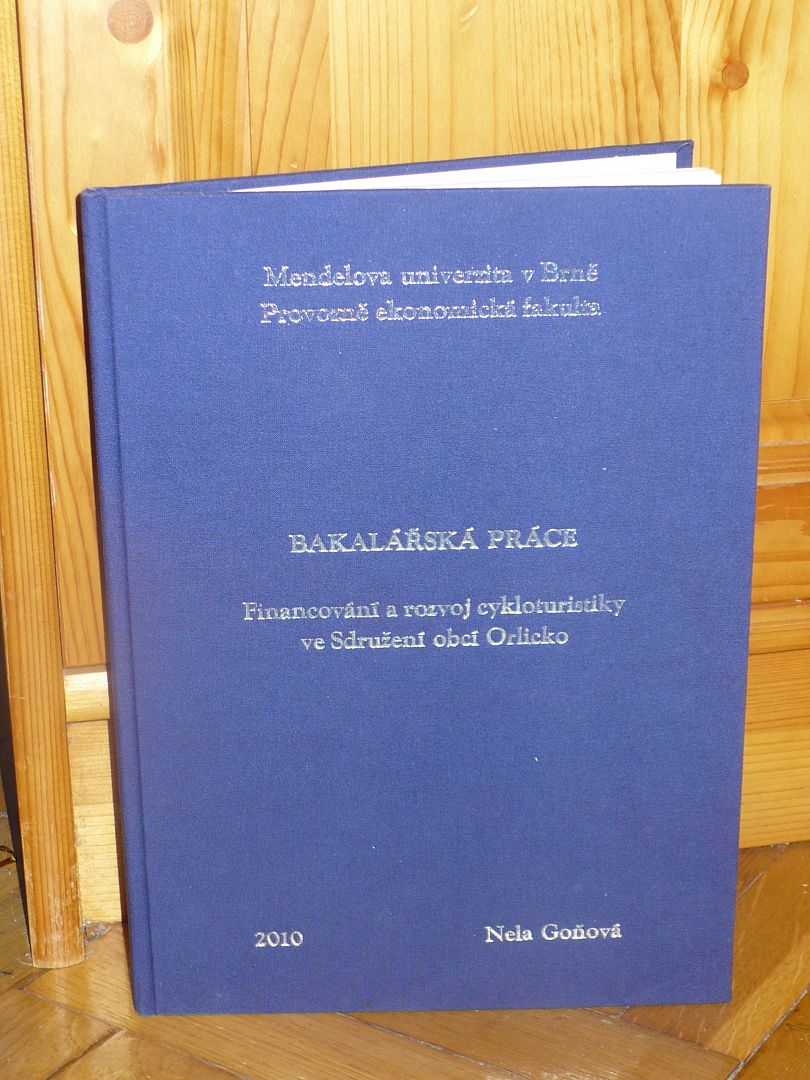 Mendelova univerzita v Brně
Provozně ekonomická fakulta
BAKALÁŘSKÁ PRÁCE
Financování a rozvoj cykloturistiky
ve Sdružení obcí Orlicko
2010 Nela Goňová